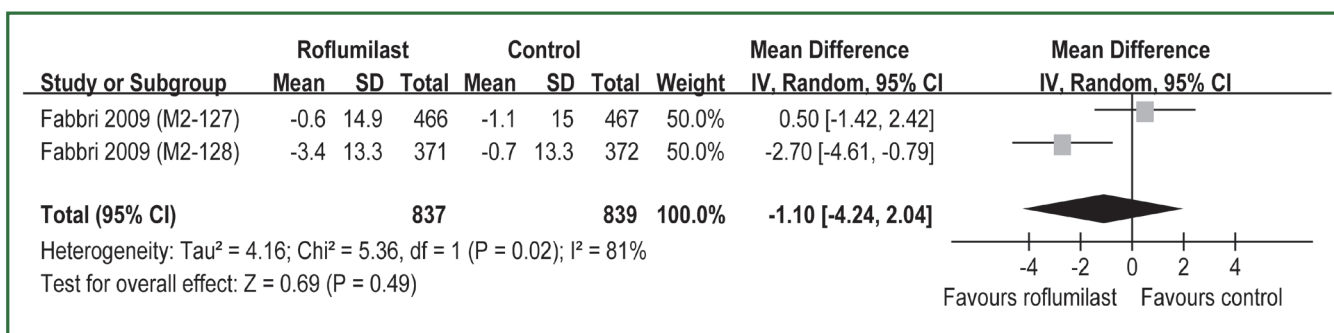 Roflumilast Control Mean Difference Mean Difference
Study or Subgroup Mean SD Total Mean SD Total Weight IV, Random, 95% CI IV, Random, 95% CI
Fabbri 2009 (M2-127) -0.6 14.9 466 -1.1 15 467 50.0% 0.50 [-1.42, 2.42]
Fabbri 2009 (M2-128) -3.4 13.3 371 -0.7 13.3 372 50.0% -2.70 [-4.61, -0.79]
Total (95% CI) 837 839 100.0% -1.10 [-4.24, 2.04]
Heterogeneity: Tau² = 4.16; Chi² = 5.36, df = 1 (P = 0.02); I² = 81%
Test for overall effect: Z = 0.69 (P = 0.49)
-4 -2 0 2 4
Favours roflumilast Favours control